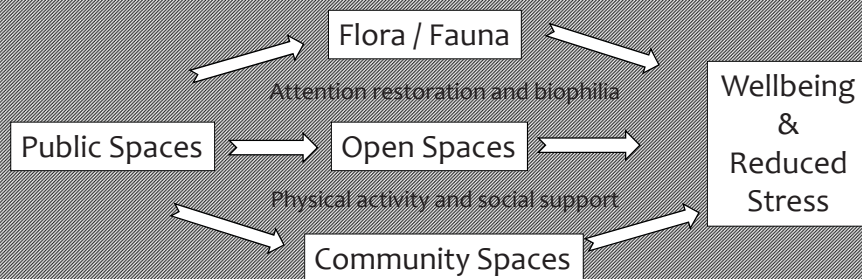 Flora / Fauna
Attention restoration and biophilia
Public Spaces
Open Spaces
Physical activity and social support
Community Spaces
Wellbeing
&
Reduced
Stress